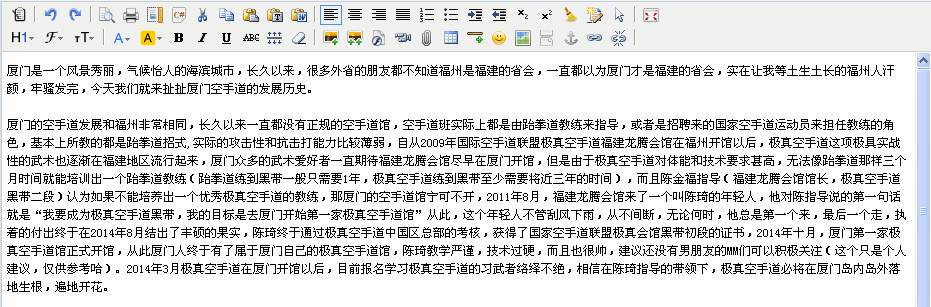 H1 F тT A A B I U ABC
厦门是一个风景秀丽，气候怡人的海滨城市，长久以来，很多外省的朋友都不知道福州是福建的省会，一直都以为厦门才是福建的省会，实在让我等土生土长的福州人汗
颜，牢骚发完，今天我们就来扯扯厦门空手道的发展历史。
厦门的空手道发展和福州非常相同，长久以来一直都没有正规的空手道馆，空手道班实际上都是由跆拳道教练来指导，或者是招聘来的国家空手道运动员来担任教练的角
色，基本上所教的都是跆拳道招式,实际的攻击性和抗击打能力比较薄弱，自从2009年国际空手道联盟极真空手道福建龙腾会馆在福州开馆以后，极真空手道这项极具实战
性的武术也逐渐在福建地区流行起来，厦门众多的武术爱好者一直期待福建龙腾会馆尽早在厦门开馆，但是由于极真空手道对体能和技术要求甚高，无法像跆拳道那样三个
月时间就能培训出一个跆拳道教练（跆拳道练到黑带一般只需要1年，极真空手道练到黑带至少需要将近三年的时间），而且陈金福指导（福建龙腾会馆馆长，极真空手道
黑带二段）认为如果不能培养出一个优秀极真空手道的教练，那厦门的空手道馆宁可不开，2011年8月，福建龙腾会馆来了一个叫陈琦的年轻人，他对陈指导说的第一句话
就是“我要成为极真空手道黑带，我的目标是去厦门开始第一家极真空手道馆”从此，这个年轻人不管刮风下雨，从不间断，无论何时，他总是第一个来，最后一个走，执
着的付出终于在2014年8月结出了丰硕的果实，陈琦终于通过极真空手道中国区总部的考核，获得了国家空手道联盟极真会馆黑带初段的证书，2014年十月，厦门第一家极
真空手道馆正式开馆，从此厦门人终于有了属于厦门自己的极真空手道馆，陈琦教学严谨，技术过硬，而且也很帅，建议还没有男朋友的MM们可以积极关注（这个只是个人
建议，仅供参考哈）。2014年3月极真空手道在厦门开馆以后，目前报名学习极真空手道的习武者络绎不绝，相信在陈琦指导的带领下，极真空手道必将在厦门岛内岛外落
地生根，遍地开花。